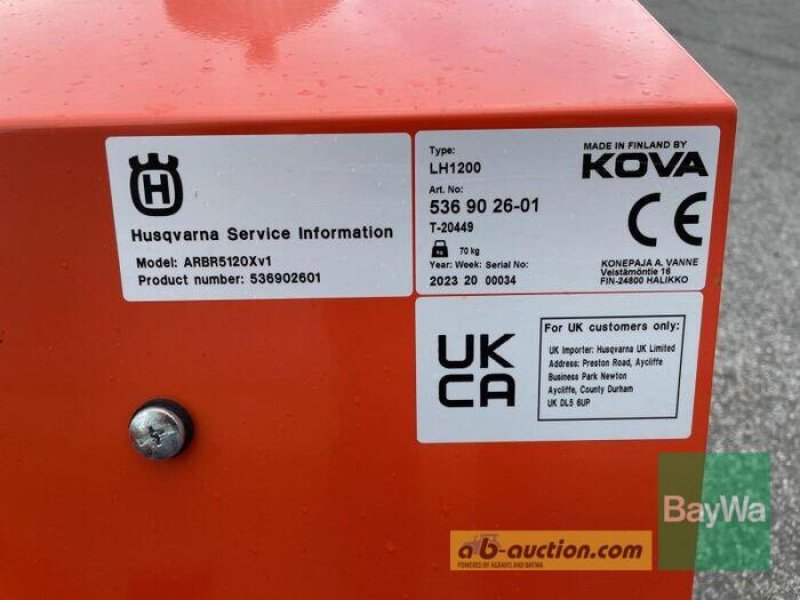 H
Husqvarna Service Information
Model: ARBR5120Xv1
Product number: 536902601
Type:
LH1200
Art. No:
536 90 26-01
T-20449
70 kg
Year: Week: Serial No:
2023 20 00034
MADE IN FINLAND BY
KOVA
CE
KONEPAJA A. VANNE
Veistämöntie 16
FIN-24800 HALIKKO
UK
CA
For UK customers only:
UK Importer: Husqvarna UK Limited
Address: Preston Road, Aycliffe
Business Park Newton
Aycliffe, County Durham
UK DL5 6UP
BayWa
ab-auction.com
POWERED BY AGRAVIS AND BAYWA